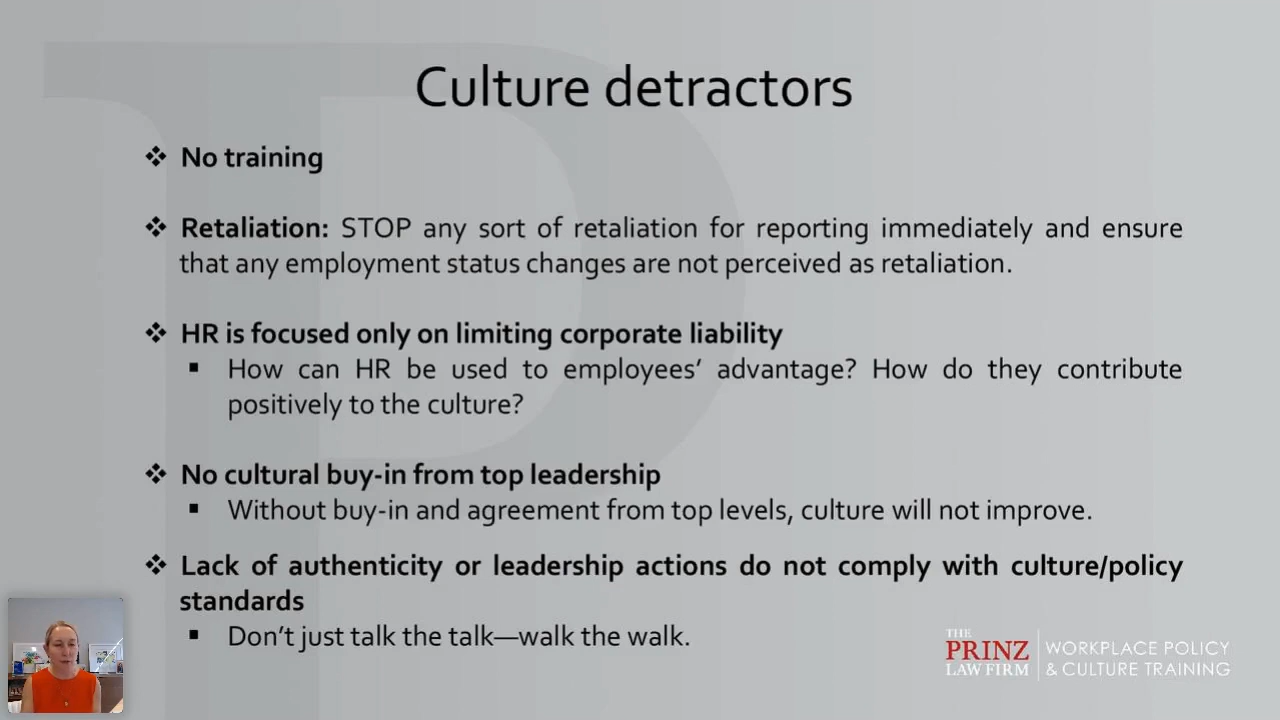 Culture detractors
❖ No training
❖ Retaliation: STOP any sort of retaliation for reporting immediately and ensure
that any employment status changes are not perceived as retaliation.
❖ HR is focused only on limiting corporate liability
▪ How can HR be used to employees’ advantage? How do they contribute
positively to the culture?
❖ No cultural buy-in from top leadership
▪ Without buy-in and agreement from top levels, culture will not improve.
❖ Lack of authenticity or leadership actions do not comply with culture/policy
standards
▪ Don’t just talk the talk—walk the walk.
THE
PRINZ
LAW FIRM
WORKPLACE POLICY
& CULTURE TRAINING